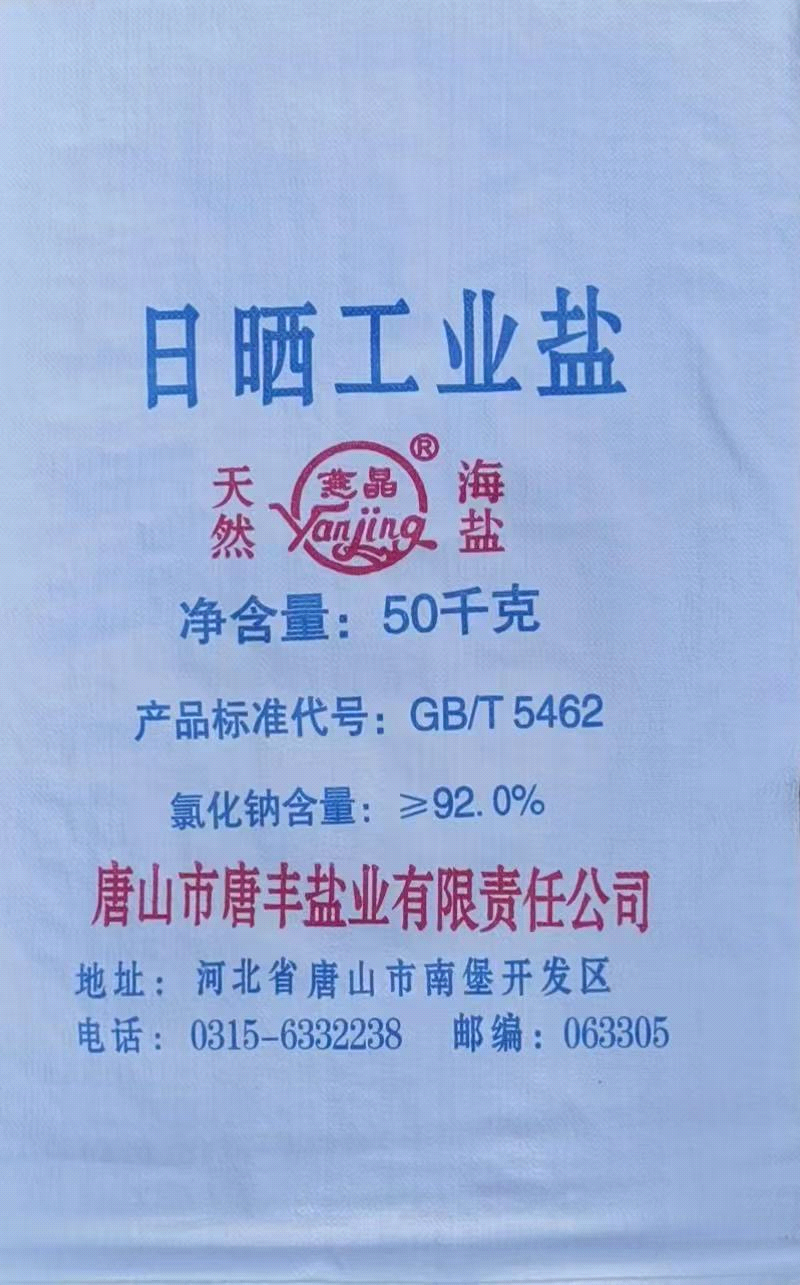 日晒工业盐
天然 燕晶 ® 海盐
Yanjing
净含量：50千克
产品标准代号：GB/T 5462
氯化钠含量：≥92.0%
唐山市唐丰盐业有限责任公司
地址：河北省唐山市南堡开发区
电话：0315-6332238 邮编：063305